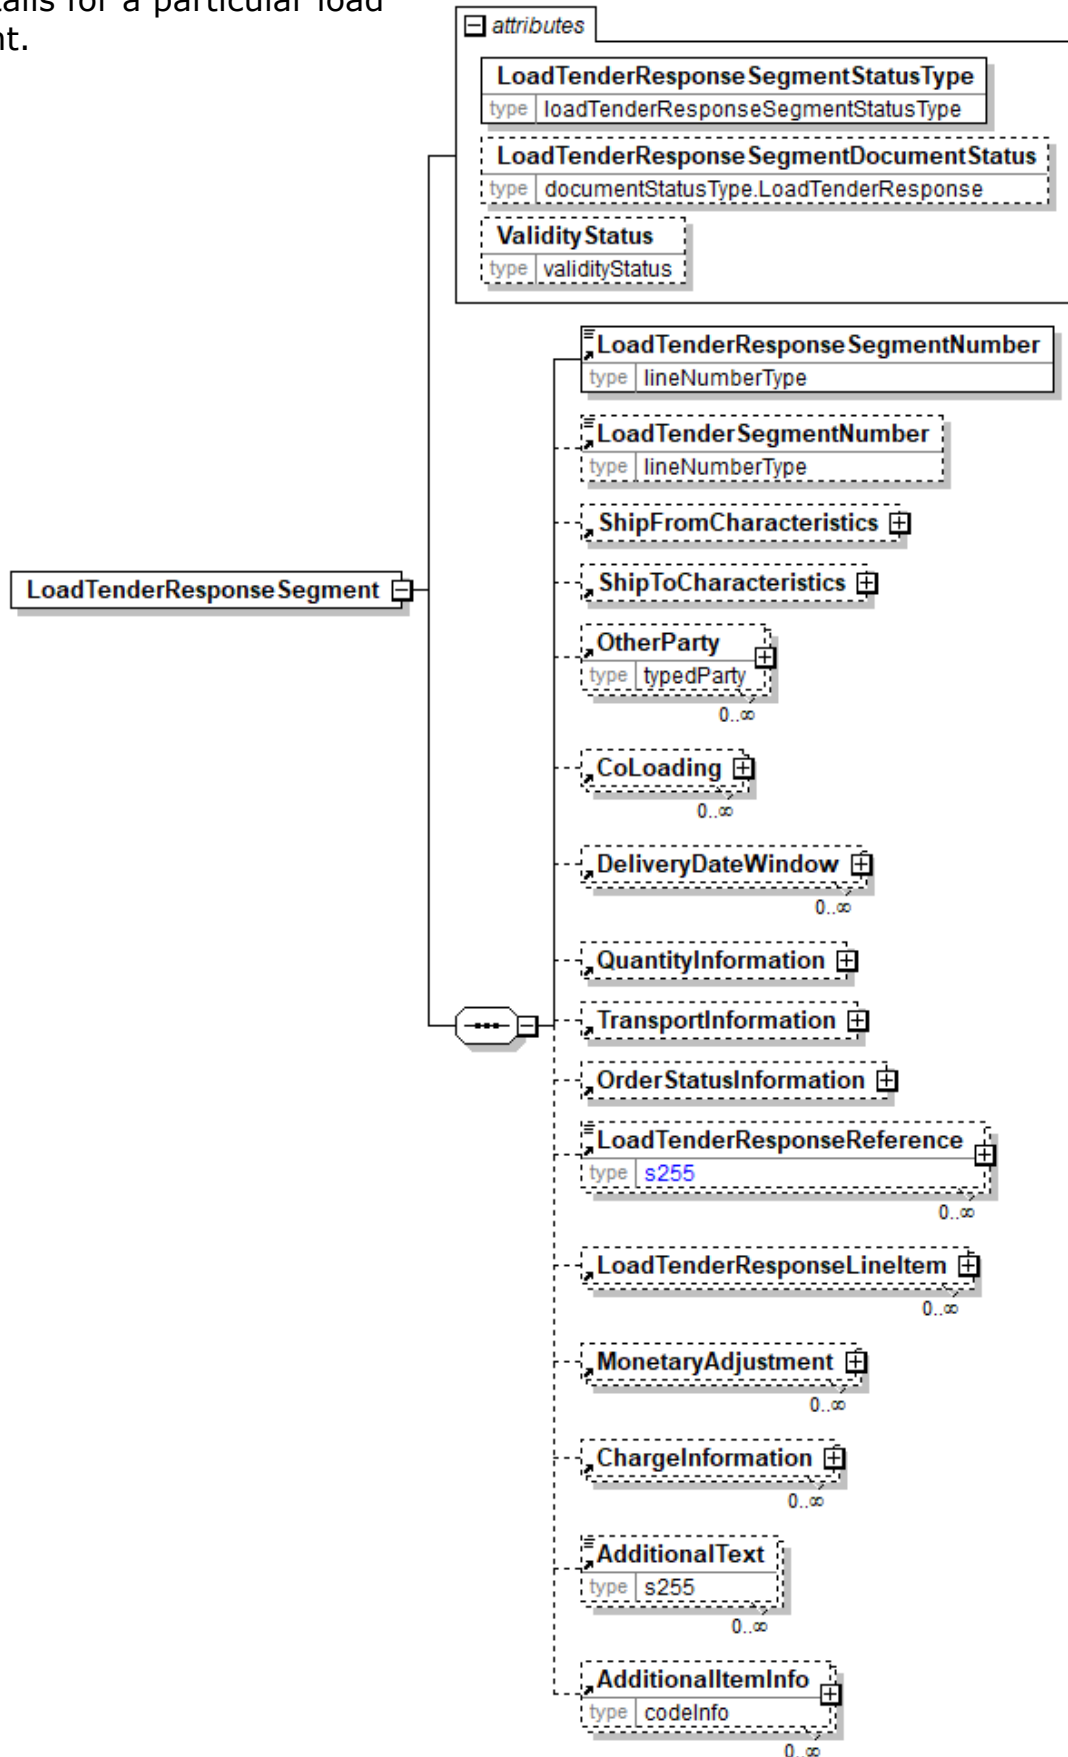 tails for a particular load
nt.
attributes
LoadTenderResponseSegmentStatusType
type loadTenderResponseSegmentStatusType
LoadTenderResponseSegmentDocumentStatus
type documentStatusType.LoadTenderResponse
ValidityStatus
type validityStatus
LoadTenderResponseSegmentNumber
type lineNumberType
LoadTenderSegmentNumber
type lineNumberType
ShipFromCharacteristics
LoadTenderResponseSegment
ShipToCharacteristics
OtherParty
type typedParty
0..∞
CoLoading
0..∞
DeliveryDateWindow
0..∞
QuantityInformation
TransportInformation
OrderStatusInformation
LoadTenderResponseReference
type s255
0..∞
LoadTenderResponseLineItem
0..∞
MonetaryAdjustment
0..∞
ChargeInformation
0..∞
AdditionalText
type s255
0..∞
AdditionalItemInfo
type codeInfo
0..∞